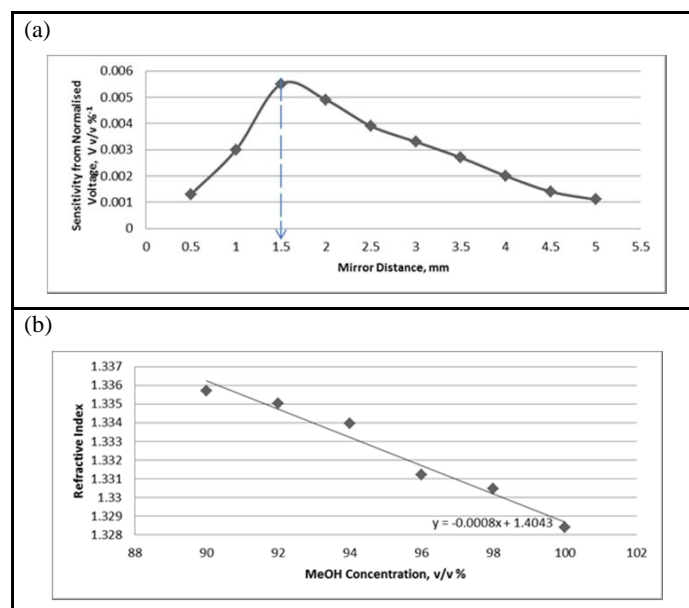 (a)
Sensitivity from Normalised
Voltage, V v/v %-1
0.006
0.005
0.004
0.003
0.002
0.001
0
0 0.5 1 1.5 2 2.5 3 3.5 4 4.5 5 5.5
Mirror Distance, mm
(b)
Refractive Index
1.337
1.336
1.335
1.334
1.333
1.332
1.331
1.33
1.329
1.328
y = -0.0008x + 1.4043
88 90 92 94 96 98 100 102
MeOH Concentration, v/v %